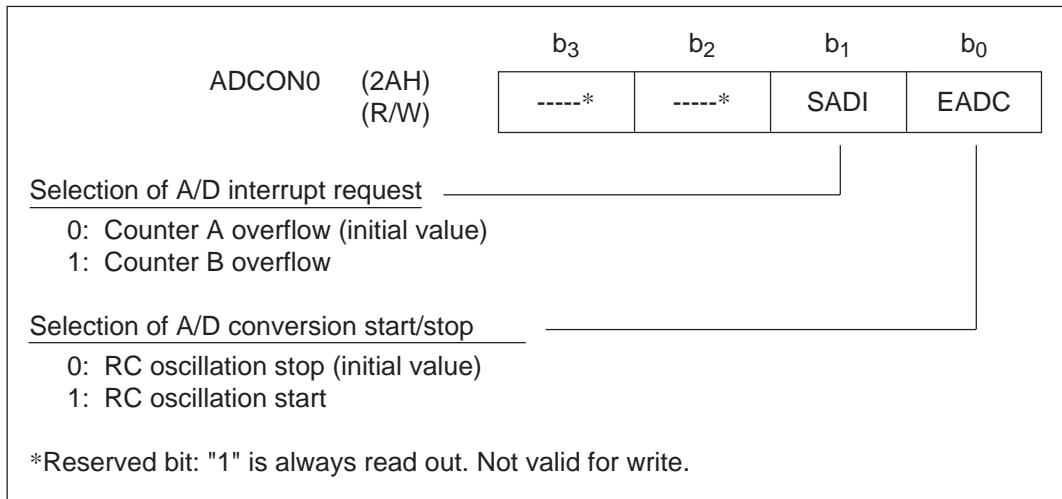 b3 b2 b1 b0
ADCON0 (2AH)
(R/W)
-----* -----* SADI EADC
Selection of A/D interrupt request
0: Counter A overflow (initial value)
1: Counter B overflow
Selection of A/D conversion start/stop
0: RC oscillation stop (initial value)
1: RC oscillation start
*Reserved bit: "1" is always read out. Not valid for write.